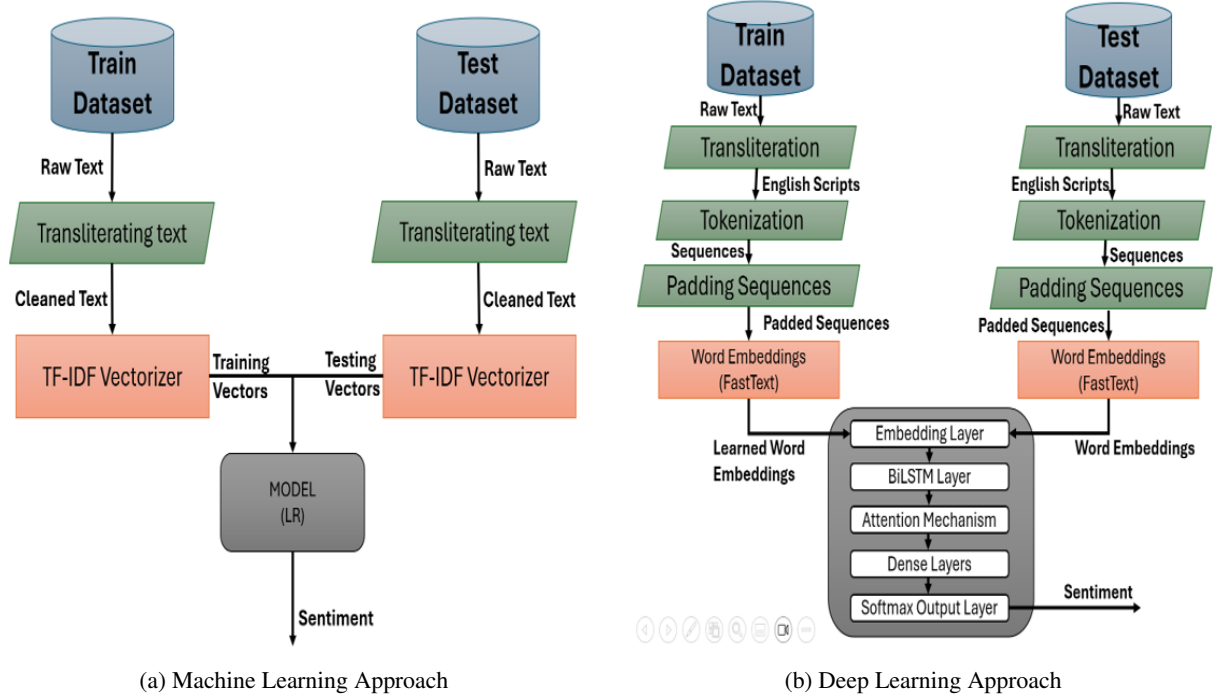 Train
Dataset
Test
Dataset
Raw Text
Raw Text
Transliterating text
Transliterating text
Cleaned Text
Cleaned Text
TF-IDF Vectorizer
Training
Vectors
Testing
Vectors
TF-IDF Vectorizer
MODEL
(LR)
Sentiment
(a) Machine Learning Approach
Train
Dataset
Test
Dataset
Raw Text
Raw Text
Transliteration
Transliteration
English Scripts
English Scripts
Tokenization
Tokenization
Sequences
Sequences
Padding Sequences
Padding Sequences
Padded Sequences
Padded Sequences
Word Embeddings
(FastText)
Word Embeddings
(FastText)
Learned Word
Embeddings
Word Embeddings
Embedding Layer
BiLSTM Layer
Attention Mechanism
Dense Layers
Softmax Output Layer
Sentiment
(b) Deep Learning Approach